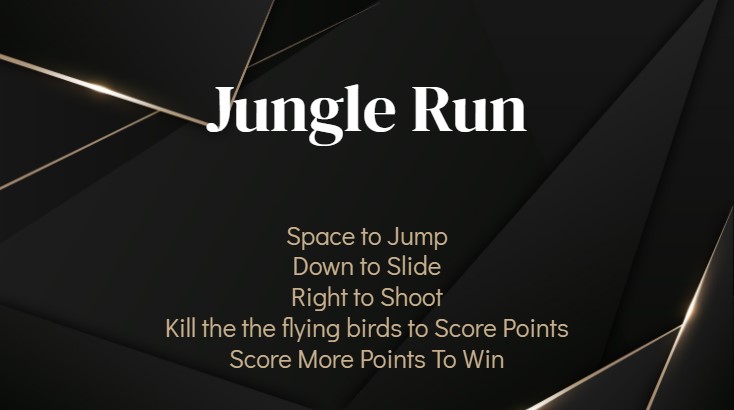 Jungle Run
Space to Jump
Down to Slide
Right to Shoot
Kill the the flying birds to Score Points
Score More Points To Win